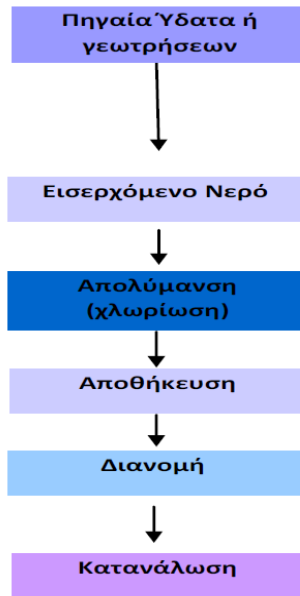 Πηγαία Ύδατα ή
γεωτρήσεων
Εισερχόμενο Νερό
Απολύμανση
(χλωρίωση)
Αποθήκευση
Διανομή
Κατανάλωση